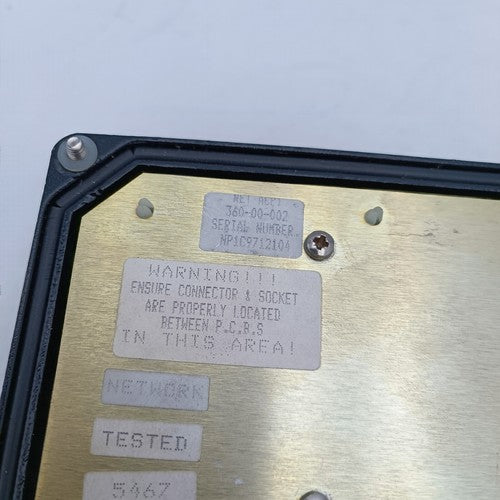 NET ASSY
360-00-002
SERIAL NUMBER.
NP1C9712104
WARNING!!!
ENSURE CONNECTOR & SOCKET
ARE PROPERLY LOCATED
BETWEEN P.C.B.S
IN THIS AREA!
NETWORK
TESTED
5467